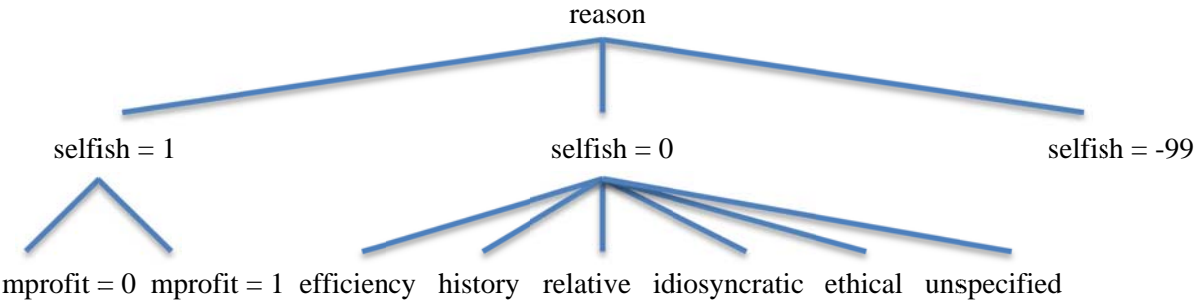 reason
selfish = 1 selfish = 0 selfish = -99
mprofit = 0 mprofit = 1 efficiency history relative idiosyncratic ethical unspecified